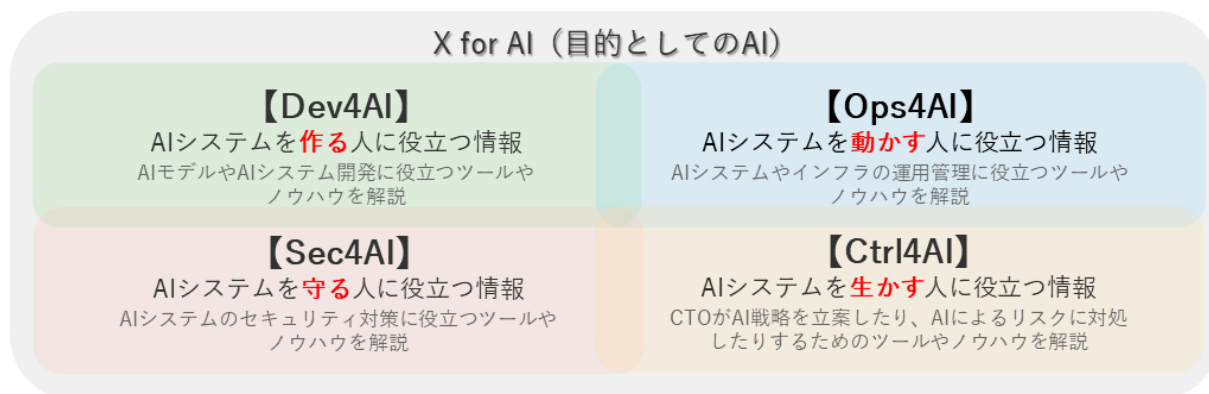 X for AI（目的としてのAI）
【Dev4AI】
AIシステムを作る人に役立つ情報
AIモデルやAIシステム開発に役立つツールや
ノウハウを解説
【Ops4AI】
AIシステムを動かす人に役立つ情報
AIシステムやインフラの運用管理に役立つツールや
ノウハウを解説
【Sec4AI】
AIシステムを守る人に役立つ情報
AIシステムのセキュリティ対策に役立つツールや
ノウハウを解説
【Ctrl4AI】
AIシステムを生かす人に役立つ情報
CTOがAI戦略を立案したり、AIによるリスクに対処
したりするためのツールやノウハウを解説